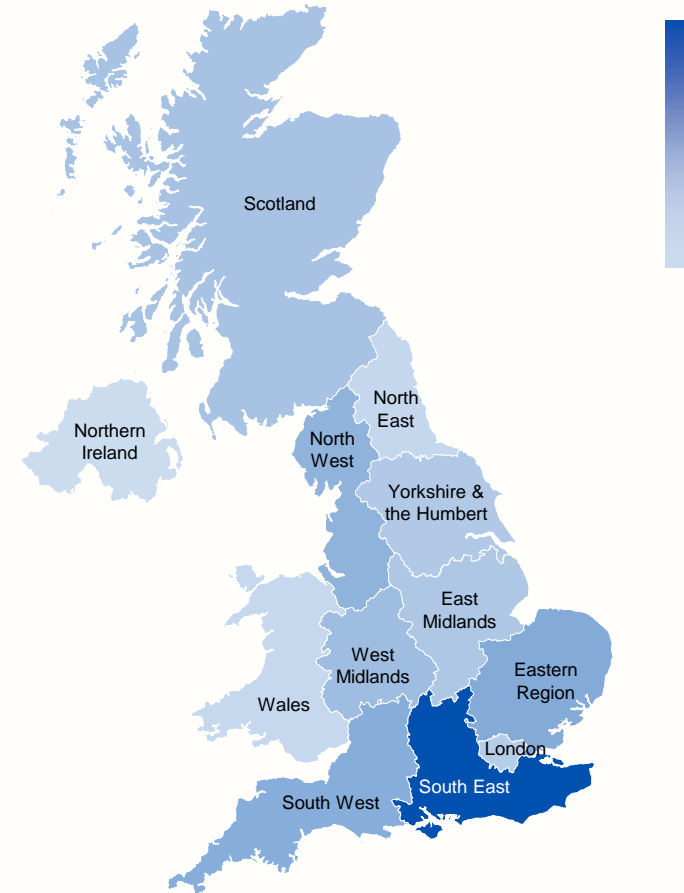 Scotland
North
East
Northern
Ireland
North
West
Yorkshire &
the Humbert
East
Midlands
West
Midlands
Eastern
Region
Wales
London
South East
South West